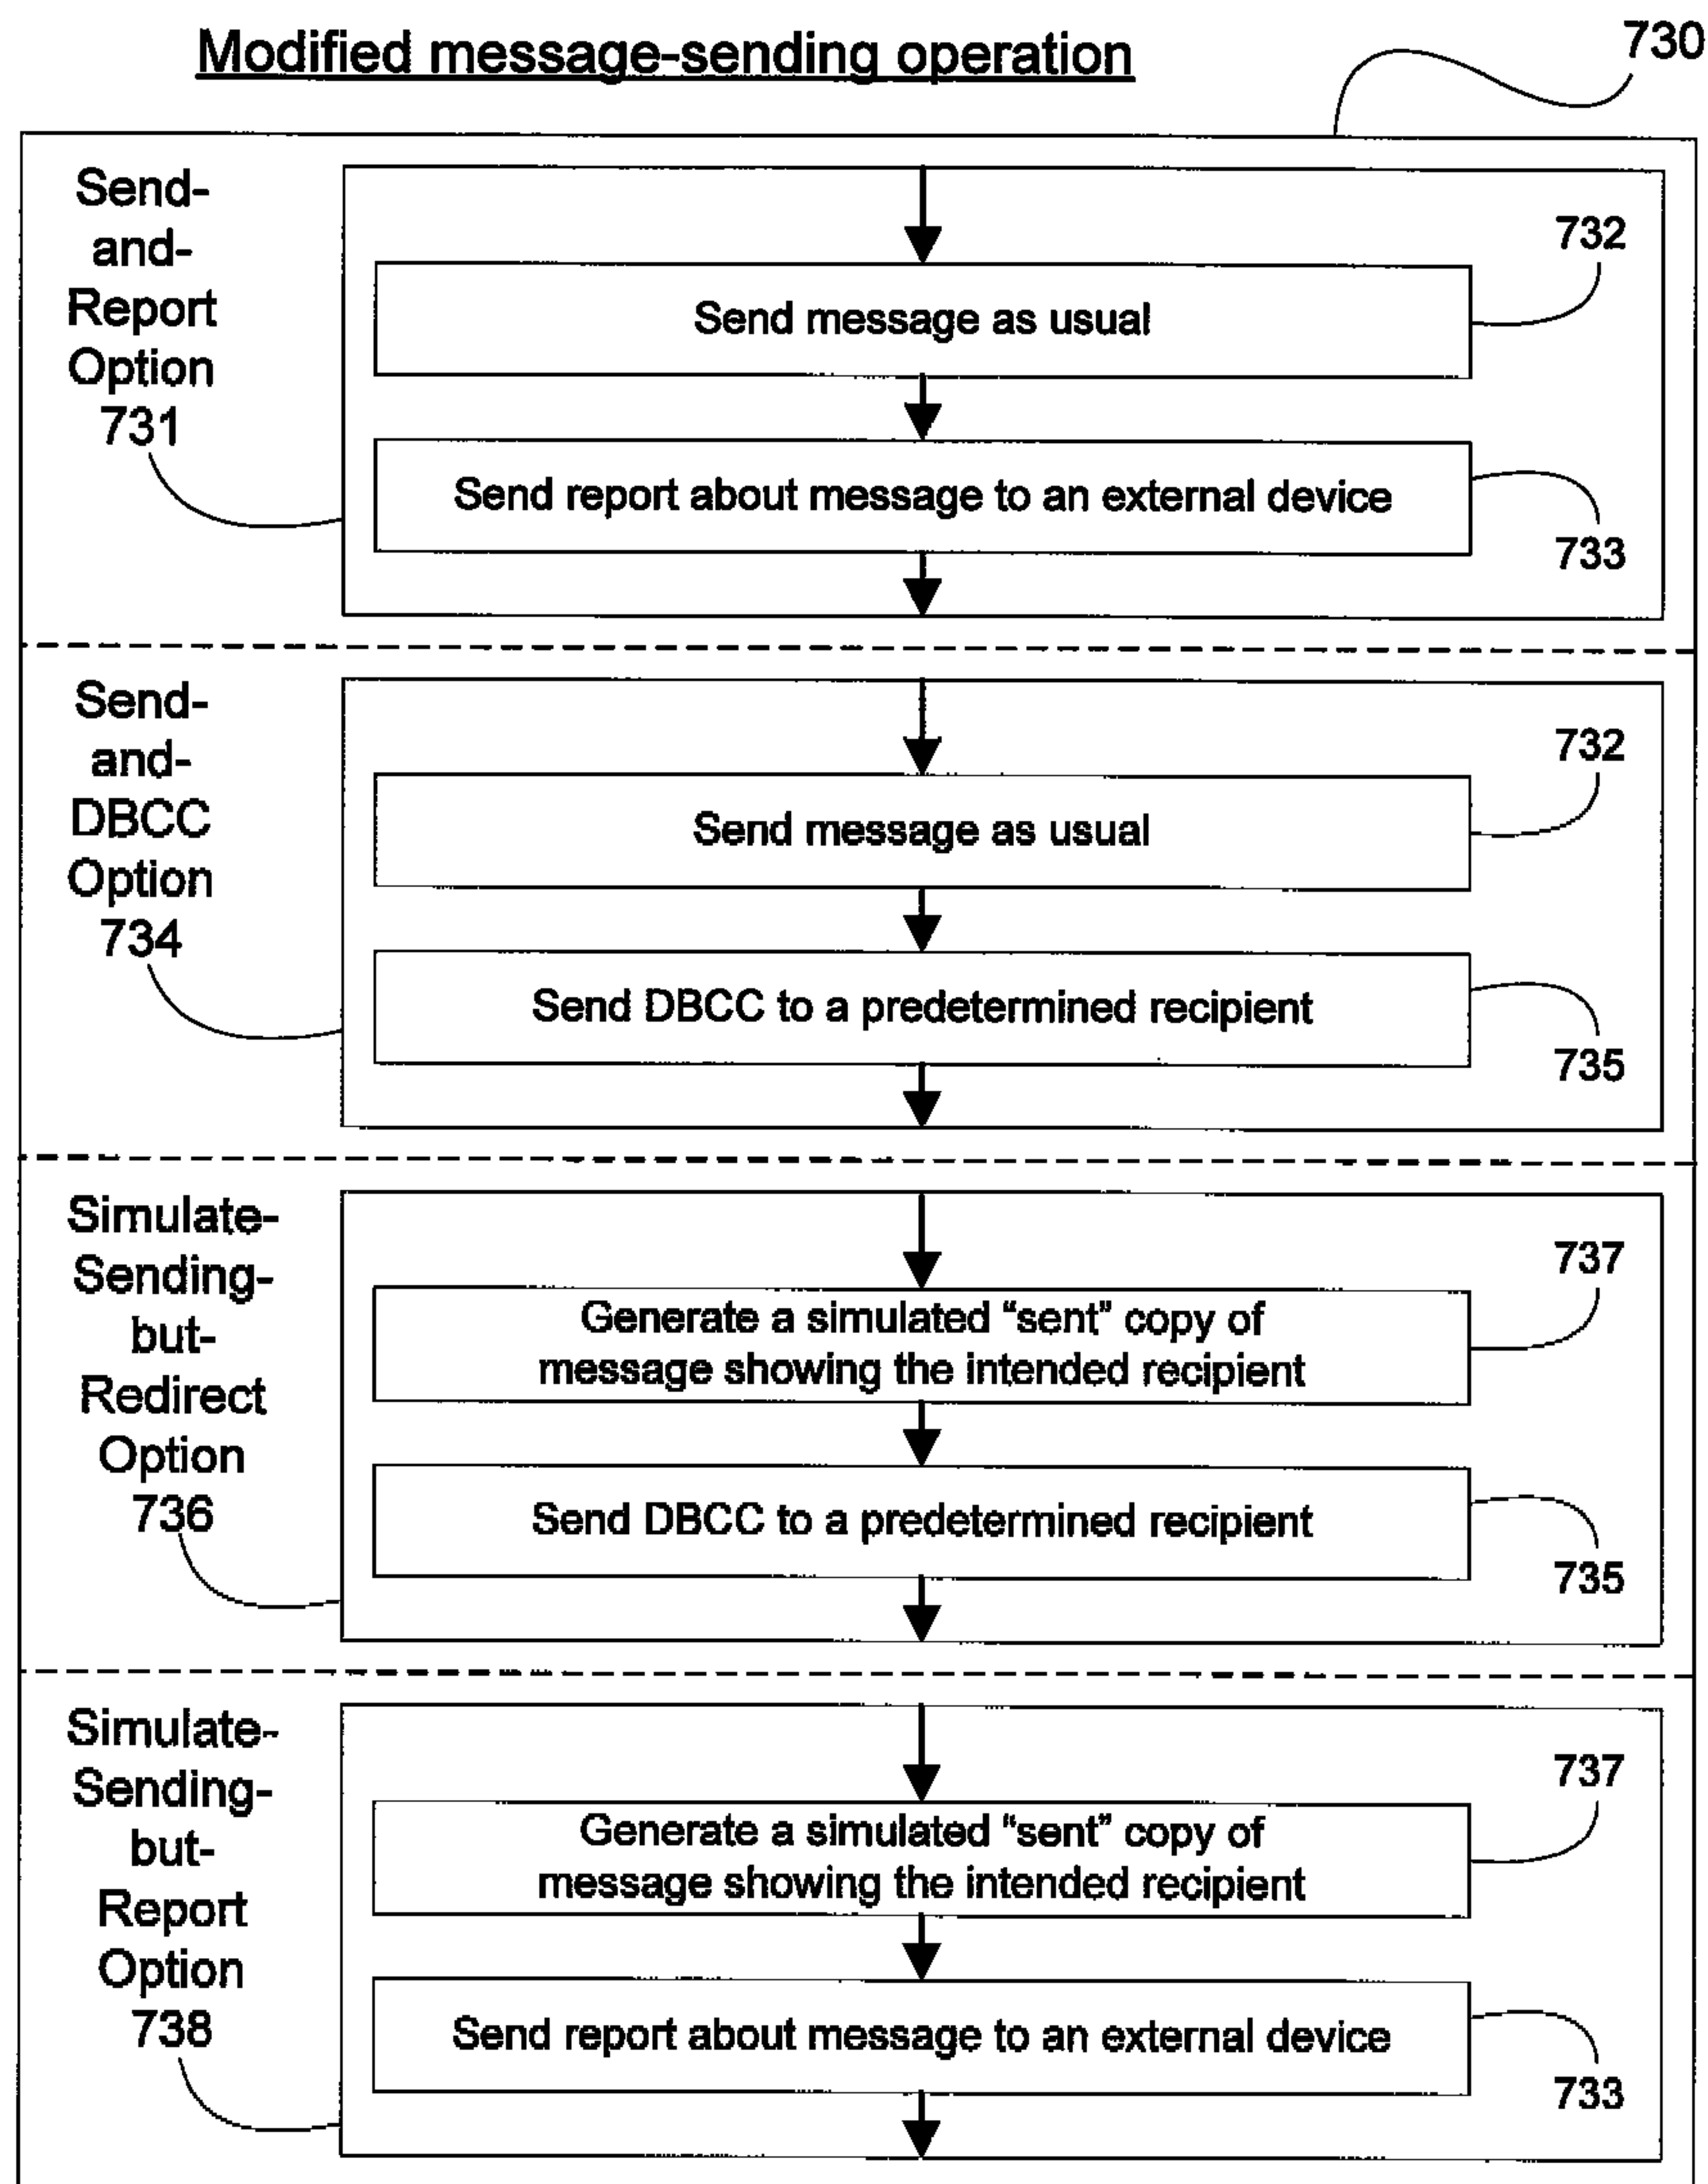 Modified message-sending operation
730
Send-
and-
Report
Option
731
732
Send message as usual
Send report about message to an external device
733
Send-
and-
DBCC
Option
734
732
Send message as usual
Send DBCC to a predetermined recipient
735
Simulate-
Sending-
but-
Redirect
Option
736
737
Generate a simulated “sent” copy of
message showing the intended recipient
Send DBCC to a predetermined recipient
735
Simulate-
Sending-
but-
Report
Option
738
737
Generate a simulated “sent” copy of
message showing the intended recipient
Send report about message to an external device
733